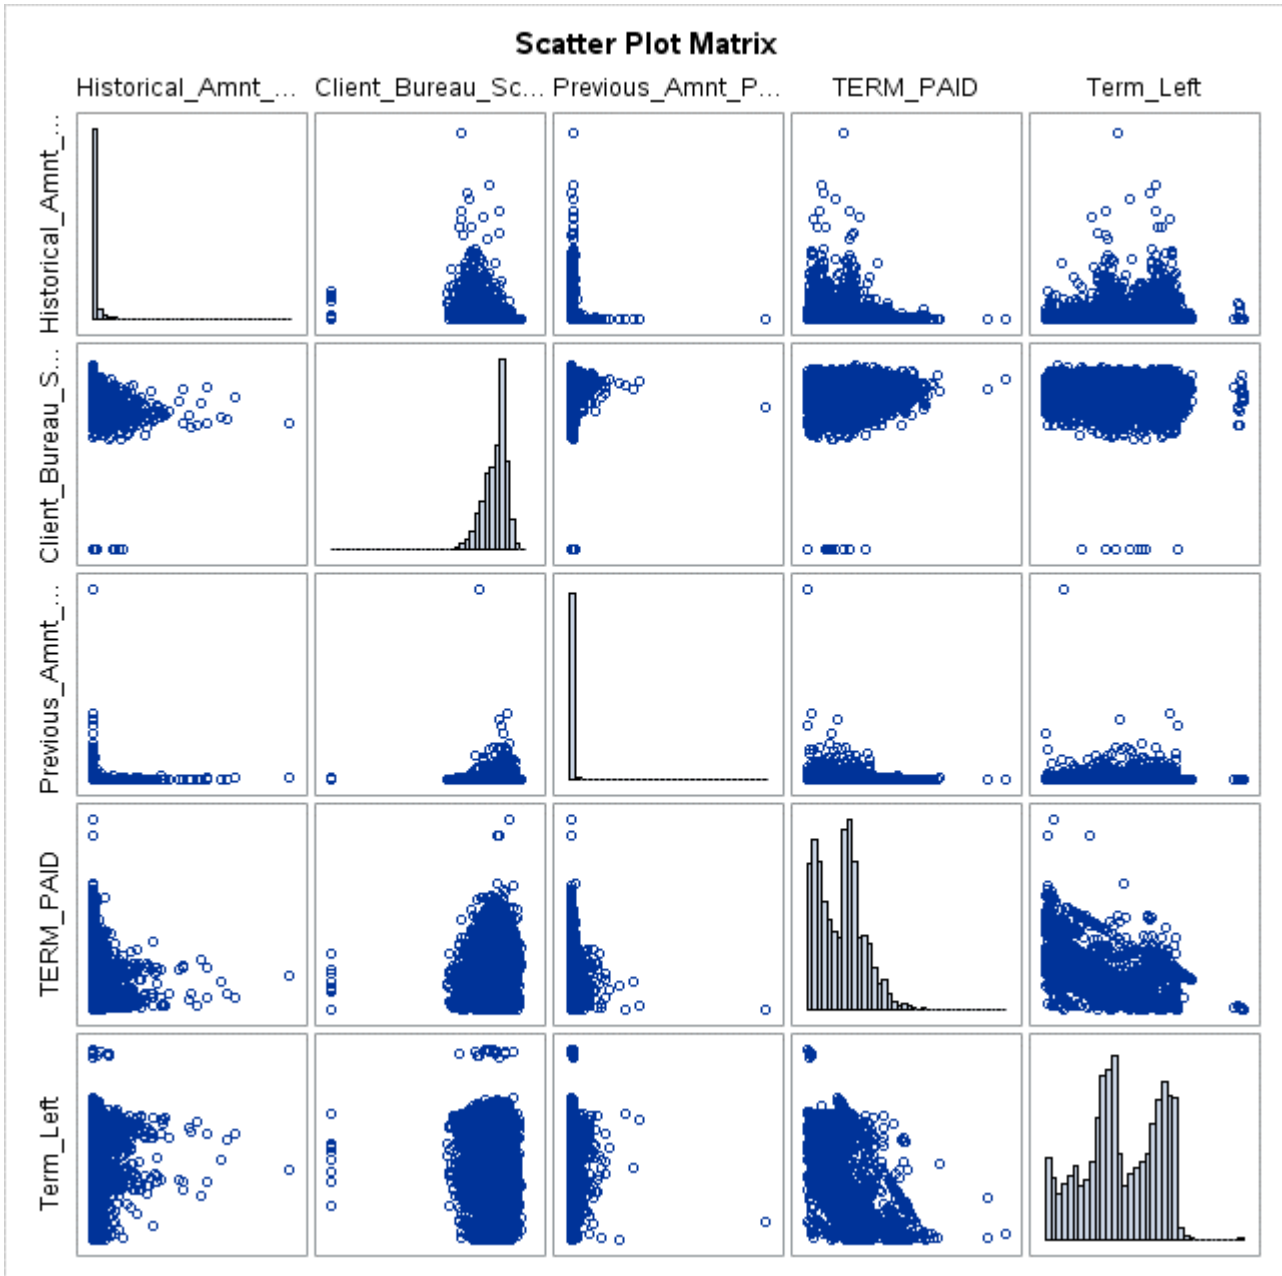 Scatter Plot Matrix
Historical_Amnt_... Client_Bureau_Sc... Previous_Amnt_P... TERM_PAID Term_Left
Historical_Amnt_...
Client_Bureau_S...
Previous_Amnt_...
TERM_PAID
Term_Left